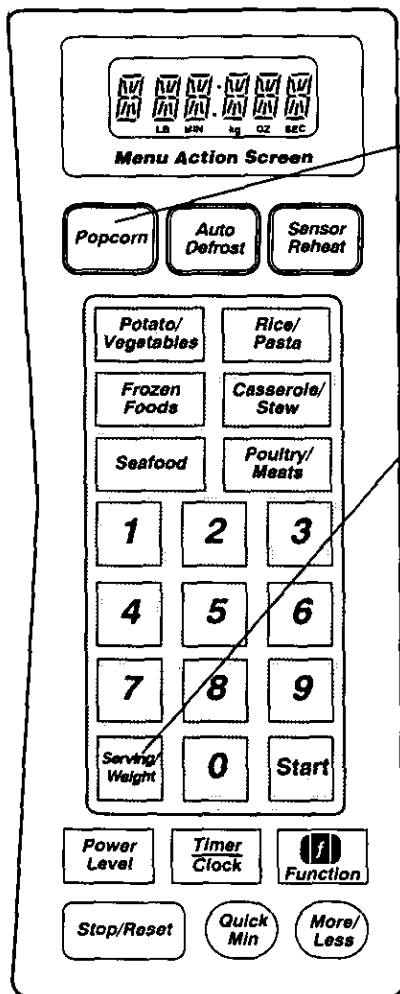 LB MIN kg OZ SEC
Menu Action Screen
Popcorn
Auto
Defrost
Sensor
Reheat
Potato/
Vegetables
Rice/
Pasta
Frozen
Foods
Casserole/
Stew
Seafood
Poultry/
Meats
1 2 3
4 5 6
7 8 9
Serving/
Weight
0
Start
Power
Level
Timer
Clock
f
Function
Stop/Reset
Quick
Min
More/
Less